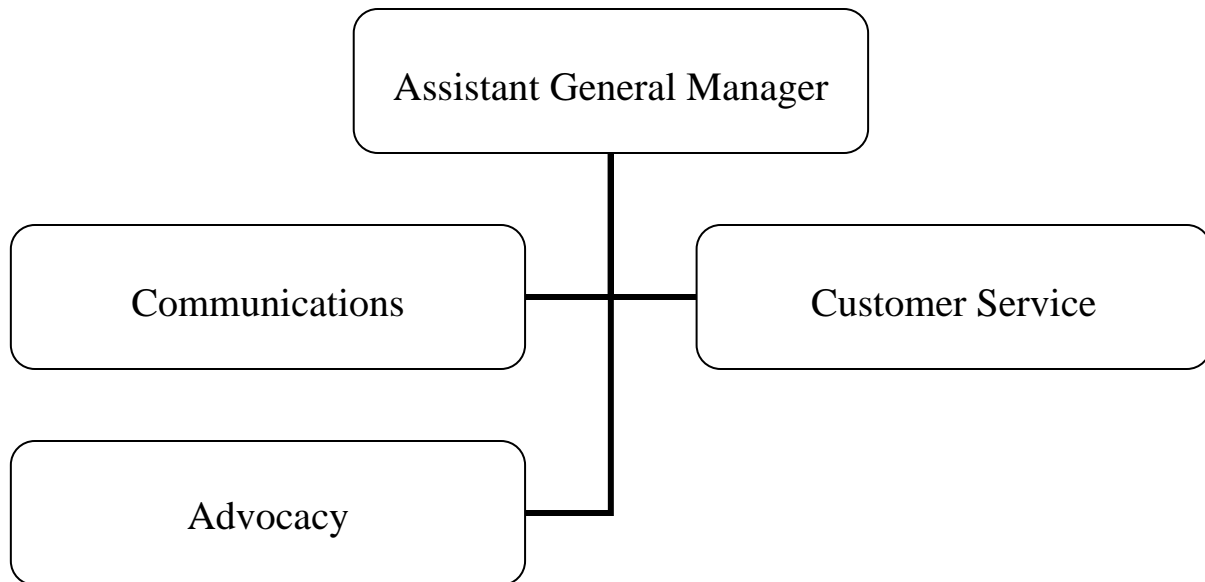 Assistant General Manager
Communications
Customer Service
Advocacy